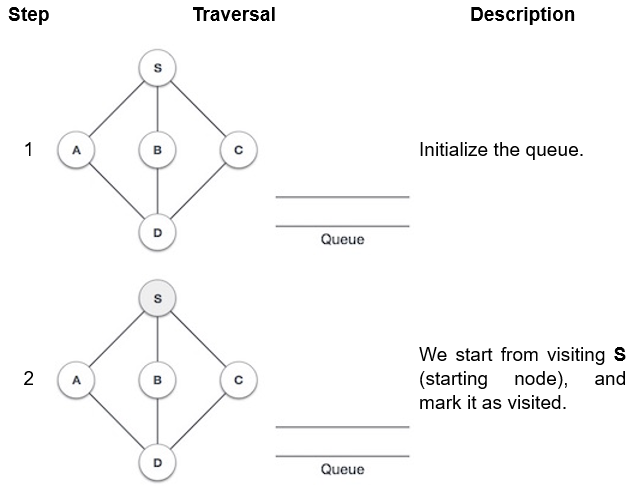 Step Traversal Description
S
1 A B C Initialize the queue.
D
Queue
S
We start from visiting S
2 A B C (starting node), and
mark it as visited.
D
Queue